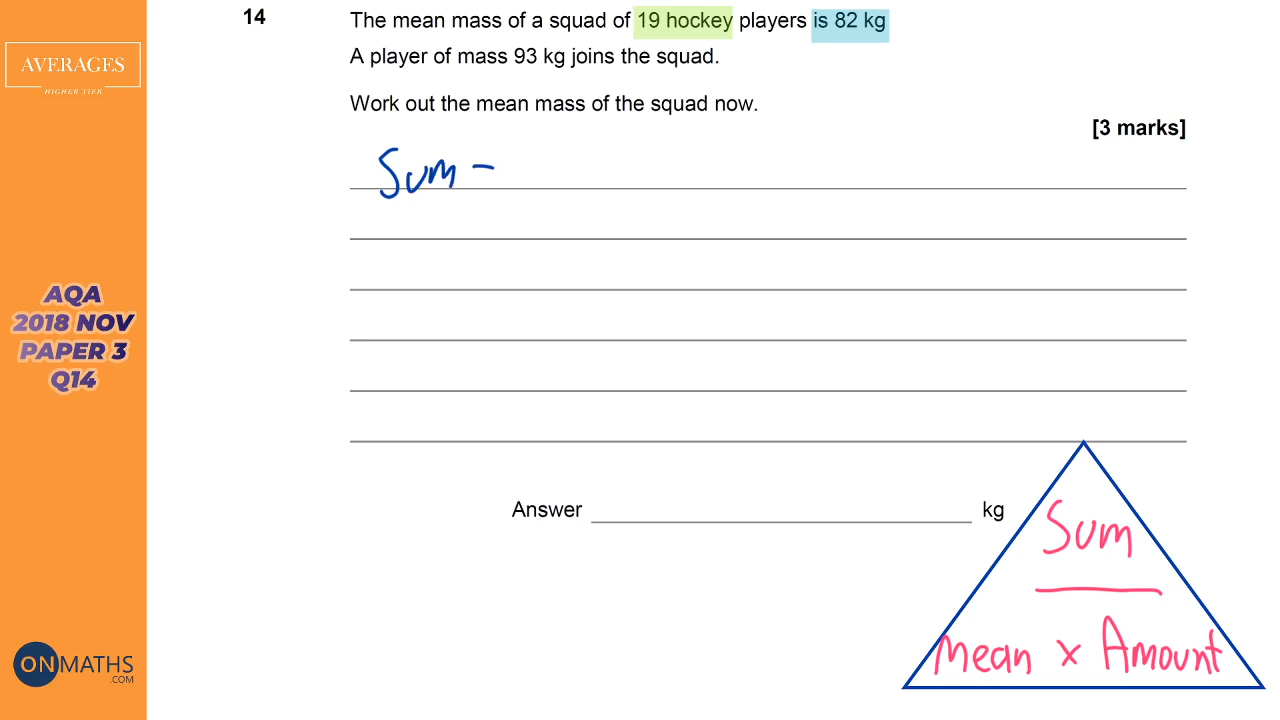 14 The mean mass of a squad of 19 hockey players is 82 kg
A player of mass 93 kg joins the squad.
Work out the mean mass of the squad now.
[3 marks]
Sum -
Answer kg
Sum
Mean x Amount
AVERAGES
HIGHER TIER
AQA
2018 NOV
PAPER 3
Q14
ONMATHS
.COM